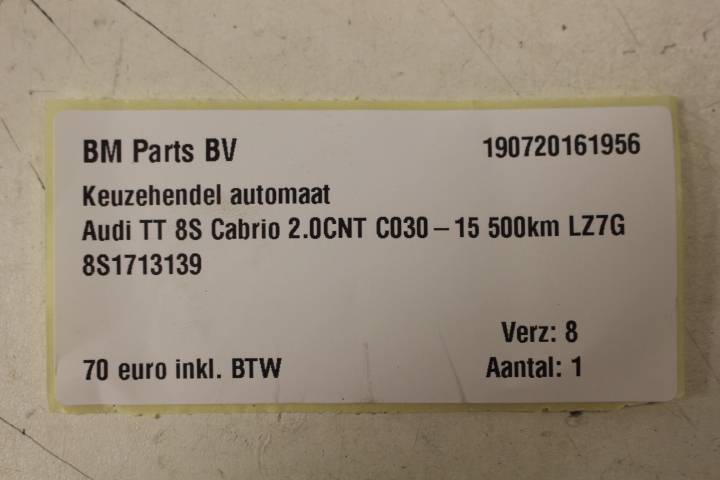 BM Parts BV 190720161956
Keuzehendel automaat
Audi TT 8S Cabrio 2.0CNT C030 – 15 500km LZ7G
8S1713139
Verz: 8
70 euro inkl. BTW Aantal: 1